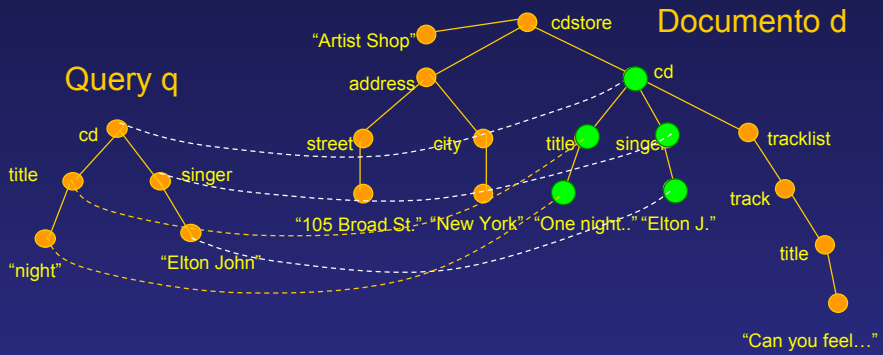 Documento d
cdstore
“Artist Shop”
cd
address
Query q
cd
street
city
title
singer
tracklist
title
singer
track
“105 Broad St.”
“New York”
“One night..”
“Elton J.”
title
“night”
“Elton John”
“Can you feel…”